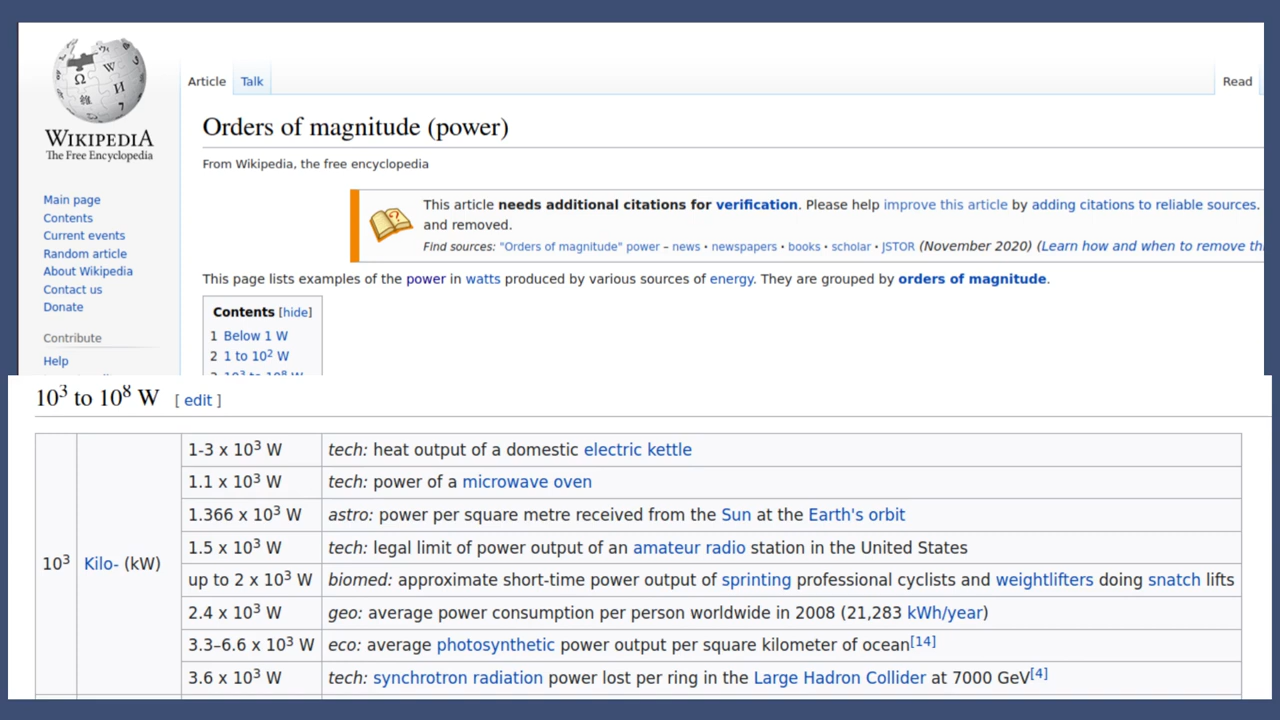 WIKIPEDIA
The Free Encyclopedia
Main page
Contents
Current events
Random article
About Wikipedia
Contact us
Donate
Contribute
Help
Article Talk Read
Orders of magnitude (power)
From Wikipedia, the free encyclopedia
This article needs additional citations for verification. Please help improve this article by adding citations to reliable sources.
and removed.
Find sources: "Orders of magnitude" power – news · newspapers · books · scholar · JSTOR (November 2020) (Learn how and when to remove
This page lists examples of the power in watts produced by various sources of energy. They are grouped by orders of magnitude.
Contents [hide]
1 Below 1 W
2 1 to 10² W
3 10³ to 10⁸ W
10³ to 10⁸ W [ edit ]
10³ Kilo- (kW)
1-3 x 10³ W tech: heat output of a domestic electric kettle
1.1 x 10³ W tech: power of a microwave oven
1.366 x 10³ W astro: power per square metre received from the Sun at the Earth's orbit
1.5 x 10³ W tech: legal limit of power output of an amateur radio station in the United States
up to 2 x 10³ W biomed: approximate short-time power output of sprinting professional cyclists and weightlifters doing snatch lifts
2.4 x 10³ W geo: average power consumption per person worldwide in 2008 (21,283 kWh/year)
3.3–6.6 x 10³ W eco: average photosynthetic power output per square kilometer of ocean[14]
3.6 x 10³ W tech: synchrotron radiation power lost per ring in the Large Hadron Collider at 7000 GeV[4]